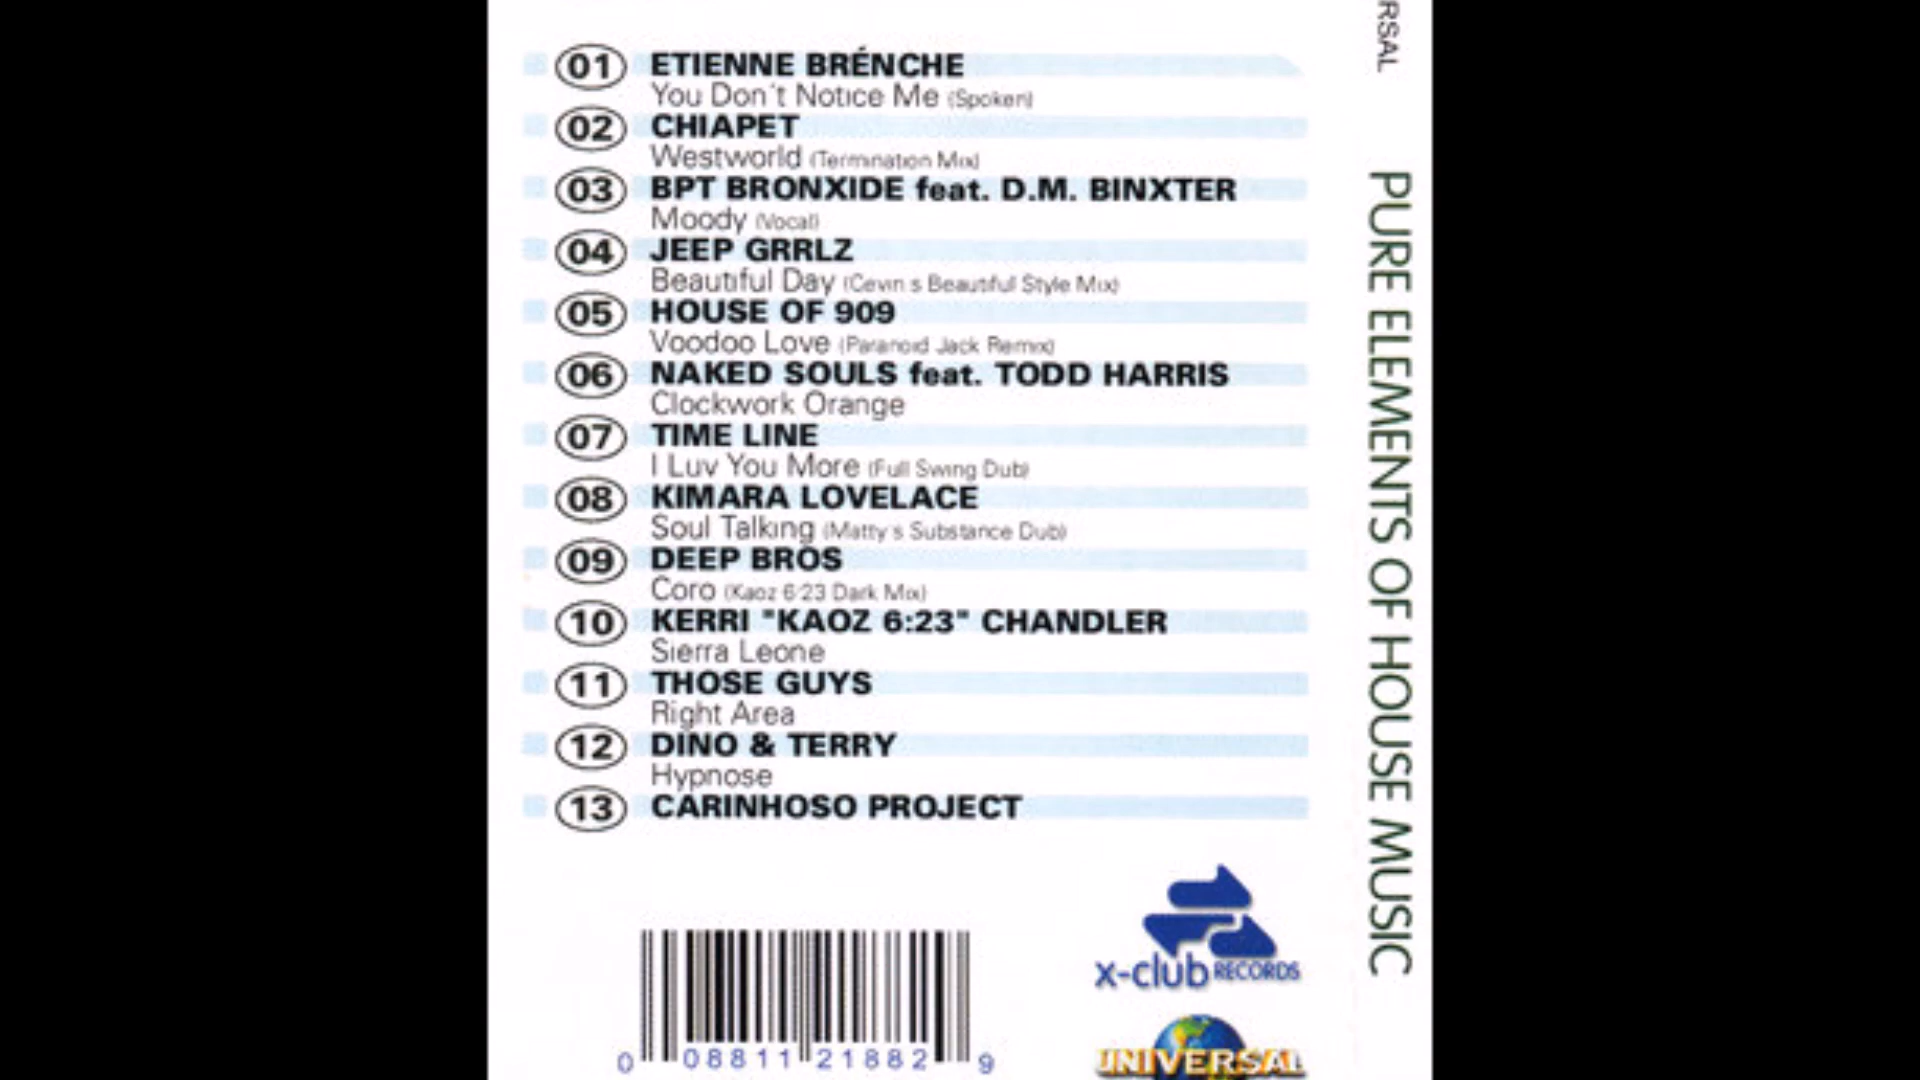 01 ETIENNE BRÉNCHE
You Don´t Notice Me (Spoken)
02 CHIAPET
Westworld (Termination Mix)
03 BPT BRONXIDE feat. D.M. BINXTER
Moody (Vocal)
04 JEEP GRRLZ
Beautiful Day (Cevin´s Beautiful Style Mix)
05 HOUSE OF 909
Voodoo Love (Paranoid Jack Remix)
06 NAKED SOULS feat. TODD HARRIS
Clockwork Orange
07 TIME LINE
I Luv You More (Full Swing Dub)
08 KIMARA LOVELACE
Soul Talking (Matty´s Substance Dub)
09 DEEP BRÒS
Coro (Kaoz 6:23 Dark Mix)
10 KERRI "KAOZ 6:23" CHANDLER
Sierra Leone
11 THOSE GUYS
Right Area
12 DINO & TERRY
Hypnose
13 CARINHOSO PROJECT
0 08811 21882 9
x-club RECORDS
UNIVERSAL
RSAL
PURE ELEMENTS OF HOUSE MUSIC